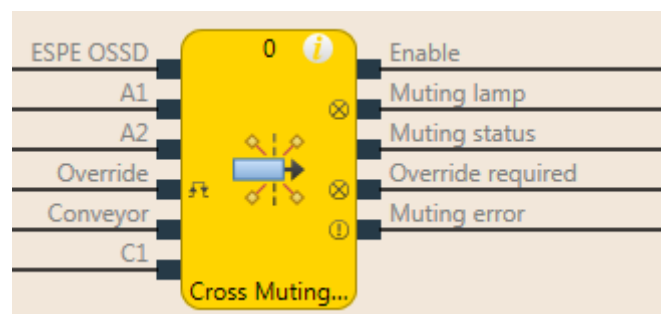 ESPE OSSD 0 i Enable
A1 Muting lamp
A2 Muting status
Override Override required
Conveyor Muting error
C1
Cross Muting...